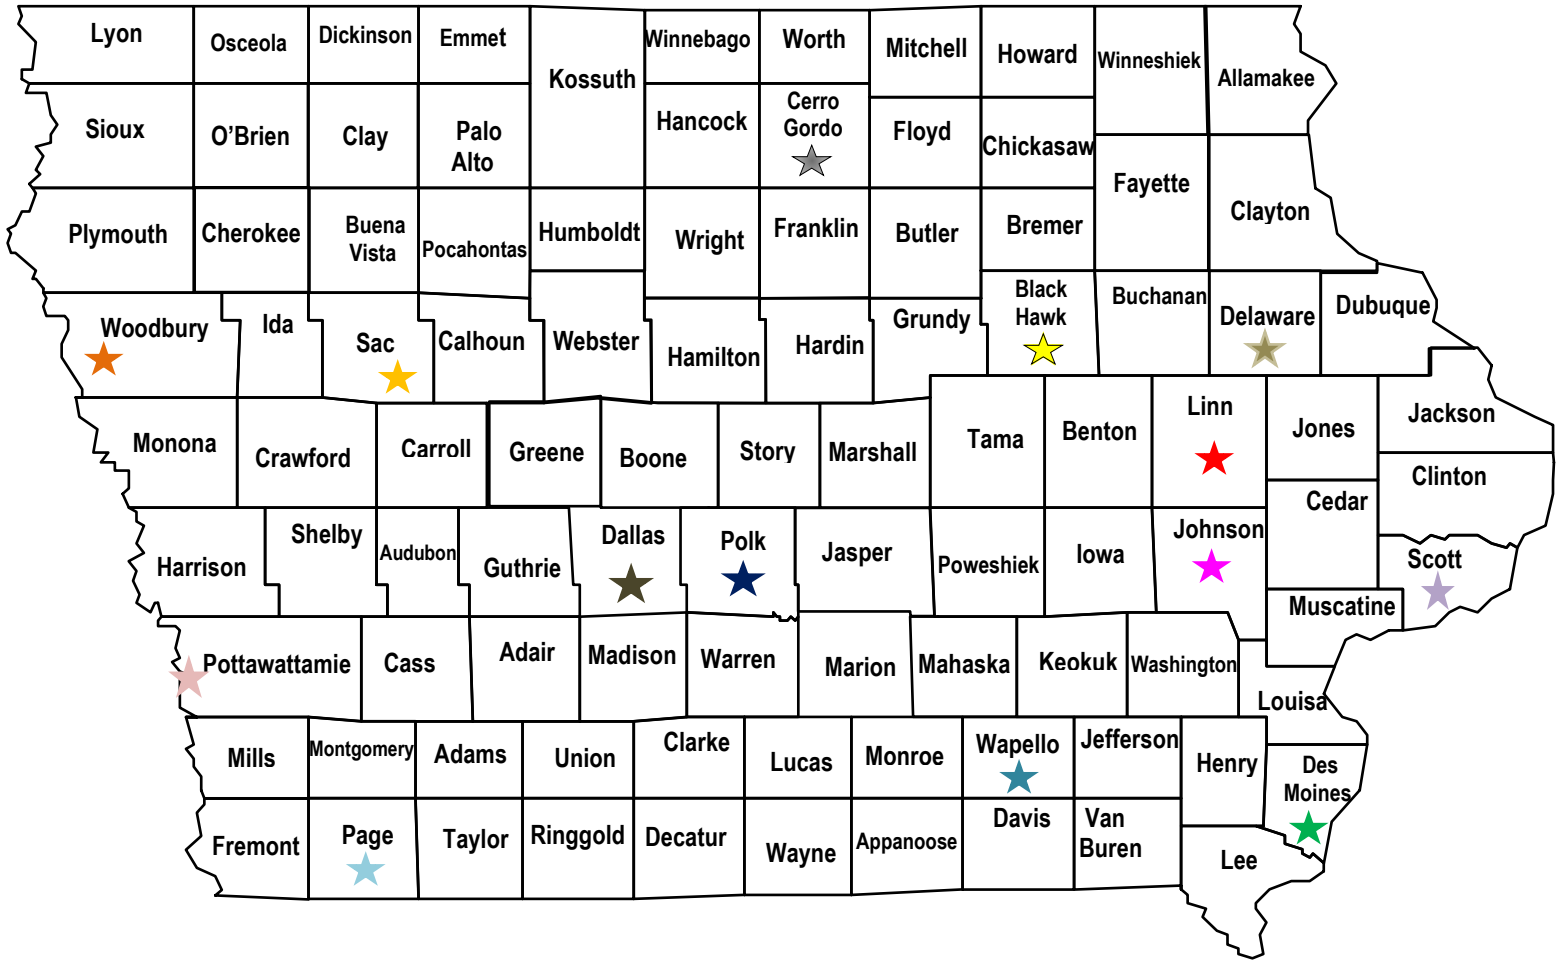 Lyon
Osceola
Dickinson
Emmet
Kossuth
Winnebago
Worth
Mitchell
Howard
Winneshiek
Allamakee
Sioux
O’Brien
Clay
Palo
Alto
Hancock
Cerro
Gordo
Floyd
Chickasaw
Fayette
Clayton
Plymouth
Cherokee
Buena
Vista
Pocahontas
Humboldt
Wright
Franklin
Butler
Bremer
Woodbury
Ida
Sac
Calhoun
Webster
Hamilton
Hardin
Grundy
Black
Hawk
Buchanan
Delaware
Dubuque
Monona
Crawford
Carroll
Greene
Boone
Story
Marshall
Tama
Benton
Linn
Jones
Jackson
Clinton
Cedar
Harrison
Shelby
Audubon
Guthrie
Dallas
Polk
Jasper
Poweshiek
Iowa
Johnson
Scott
Muscatine
Pottawattamie
Cass
Adair
Madison
Warren
Marion
Mahaska
Keokuk
Washington
Louisa
Mills
Montgomery
Adams
Union
Clarke
Lucas
Monroe
Wapello
Jefferson
Henry
Des
Moines
Fremont
Page
Taylor
Ringgold
Decatur
Wayne
Appanoose
Davis
Van
Buren
Lee